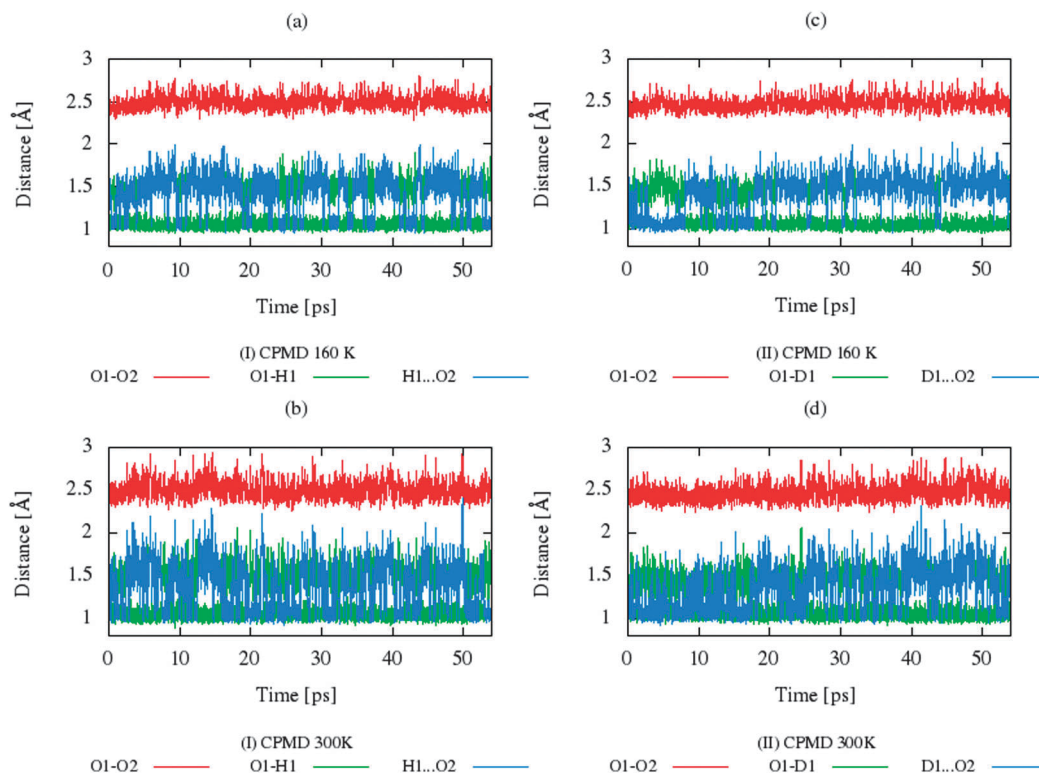 (a)
3
2.5
2
1.5
1
Distance [Å]
0 10 20 30 40 50
Time [ps]
(I) CPMD 160 K
O1-O2 O1-H1 H1...O2
(c)
3
2.5
2
1.5
1
Distance [Å]
0 10 20 30 40 50
Time [ps]
(II) CPMD 160 K
O1-O2 O1-D1 D1...O2
(b)
3
2.5
2
1.5
1
Distance [Å]
0 10 20 30 40 50
Time [ps]
(I) CPMD 300K
O1-O2 O1-H1 H1...O2
(d)
3
2.5
2
1.5
1
Distance [Å]
0 10 20 30 40 50
Time [ps]
(II) CPMD 300K
O1-O2 O1-D1 D1...O2